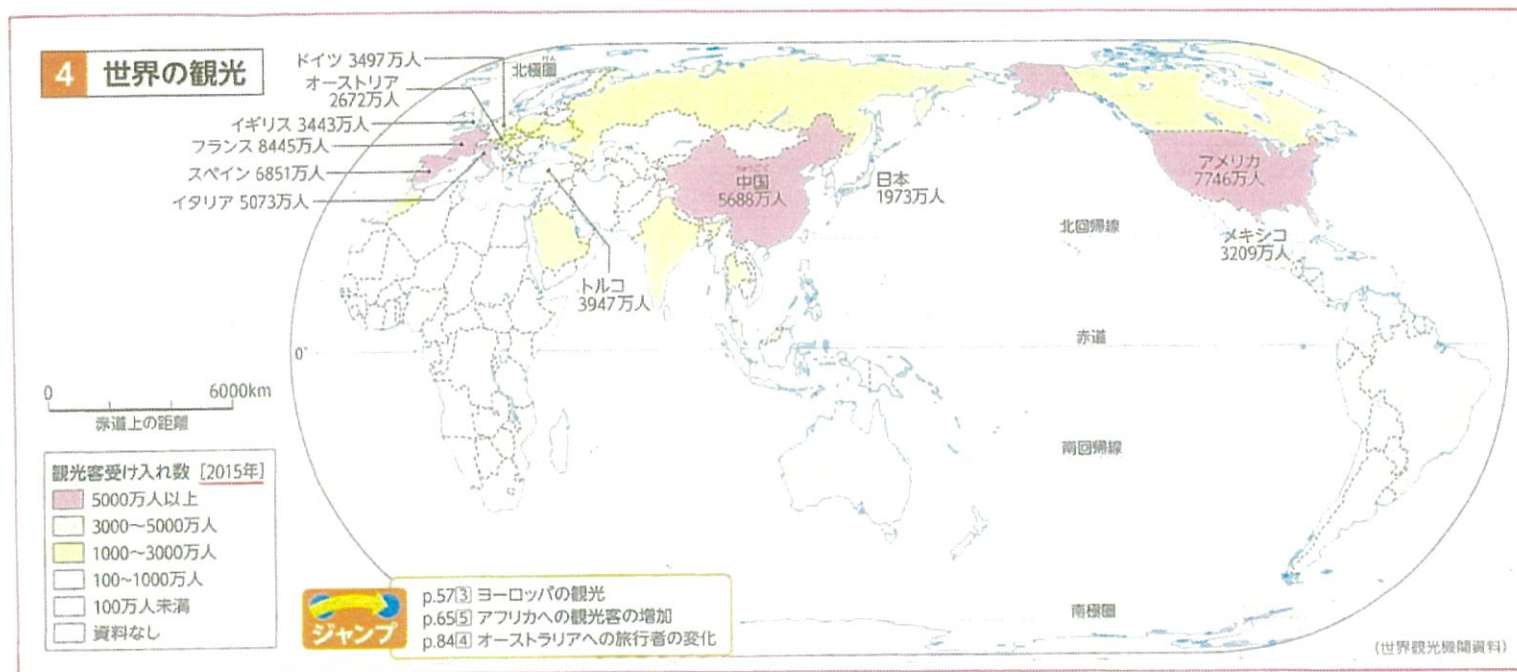 4 世界の観光
ドイツ 3497万人
オーストリア
2672万人
イギリス 3443万人
フランス 8445万人
スペイン 6851万人
イタリア 5073万人
北極圏
けん
ちゅうごく
中国
5688万人
日本
1973万人
アメリカ
7746万人
北回帰線
メキシコ
3209万人
トルコ
3947万人
赤道
0°
0 6000km
赤道上の距離
南回帰線
観光客受け入れ数 [2015年]
5000万人以上
3000～5000万人
1000～3000万人
100～1000万人
100万人未満
資料なし
ジャンプ
p.57③ ヨーロッパの観光
p.65⑤ アフリカへの観光客の増加
p.84④ オーストラリアへの旅行者の変化
南極圏
(世界観光機関資料)